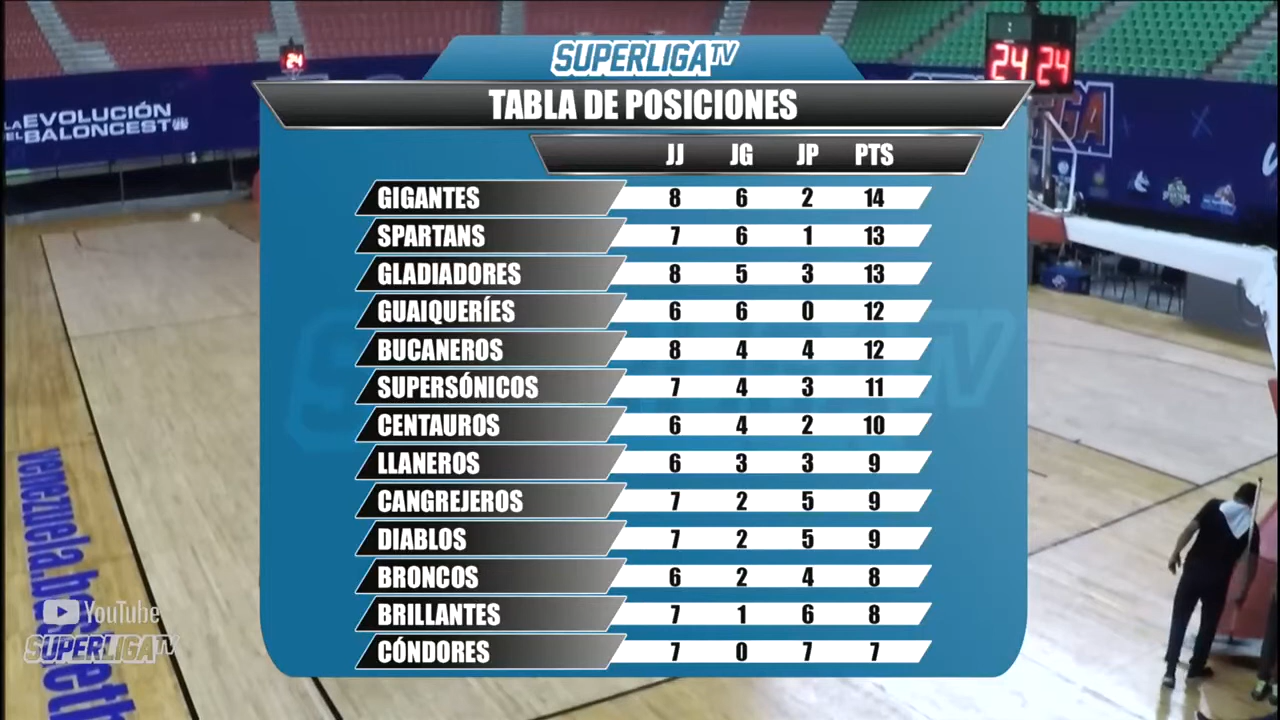 SUPERLIGATV
TABLA DE POSICIONES
JJ JG JP PTS
GIGANTES 8 6 2 14
SPARTANS 7 6 1 13
GLADIADORES 8 5 3 13
GUAIQUERÍES 6 6 0 12
BUCANEROS 8 4 4 12
SUPERSÓNICOS 7 4 3 11
CENTAUROS 6 4 2 10
LLANEROS 6 3 3 9
CANGREJEROS 7 2 5 9
DIABLOS 7 2 5 9
BRONCOS 6 2 4 8
BRILLANTES 7 1 6 8
CÓNDORES 7 0 7 7
24
24 24
LA EVOLUCIÓN
DEL BALONCESTO
YouTube
SUPERLIGATV